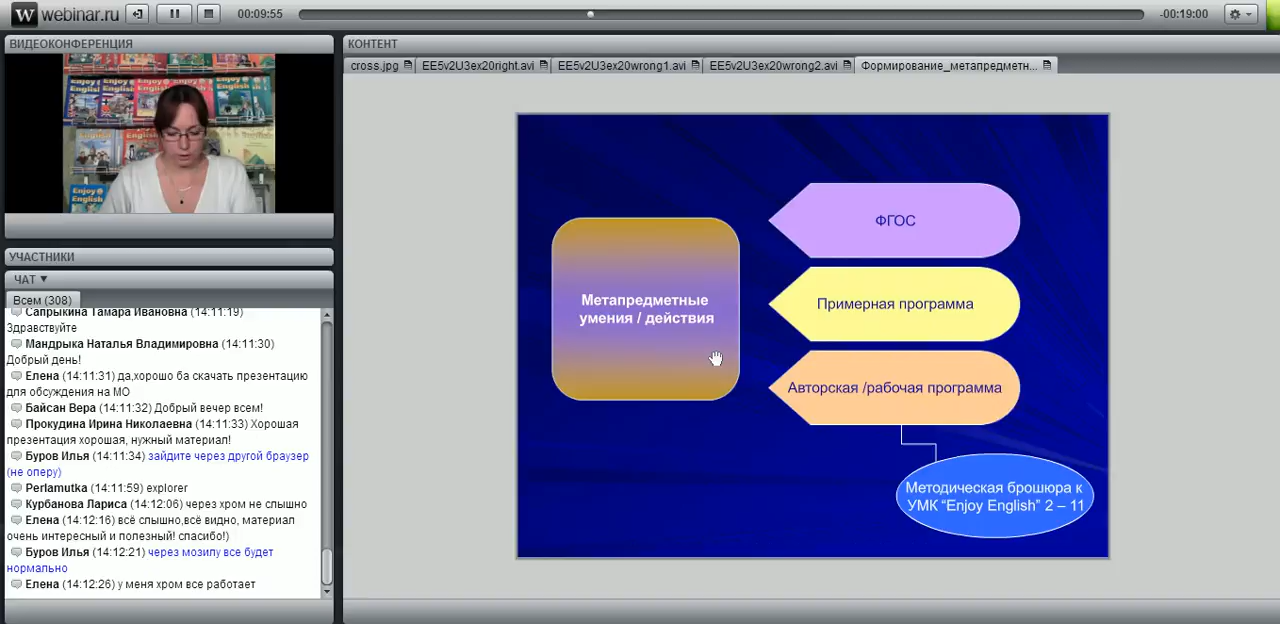 W webinar.ru
00:09:55
-00:19:00
ВИДЕОКОНФЕРЕНЦИЯ
Enjoy English
УЧАСТНИКИ
ЧАТ ▼
Всем (308)
Сапрыкина Тамара Ивановна (14:11:19)
Здравствуйте
Мандрыка Наталья Владимировна (14:11:30)
Добрый день!
Елена (14:11:31) да,хорошо ба скачать презентацию
для обсуждения на МО
Байсан Вера (14:11:32) Добрый вечер всем!
Прокудина Ирина Николаевна (14:11:33) Хорошая
презентация хорошая, нужный материал!
Буров Илья (14:11:34) зайдите через другой браузер
(не оперу)
Perlamutka (14:11:59) explorer
Курбанова Лариса (14:12:06) через хром не слышно
Елена (14:12:16) всё слышно,всё видно, материал
очень интересный и полезный! спасибо!)
Буров Илья (14:12:21) через мозилу все будет
нормально
Елена (14:12:26) у меня хром все работает
КОНТЕНТ
cross.jpg
EE5v2U3ex20right.avi
EE5v2U3ex20wrong1.avi
EE5v2U3ex20wrong2.avi
Формирование_метапредметн...
Метапредметные
умения / действия
ФГОС
Примерная программа
Авторская /рабочая программа
Методическая брошюра к
УМК “Enjoy English” 2 – 11